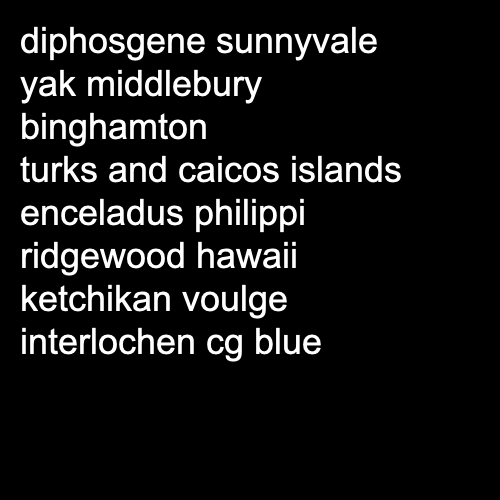 diphosgene sunnyvale
yak middlebury
binghamton
turks and caicos islands
enceladus philippi
ridgewood hawaii
ketchikan voulge
interlochen cg blue